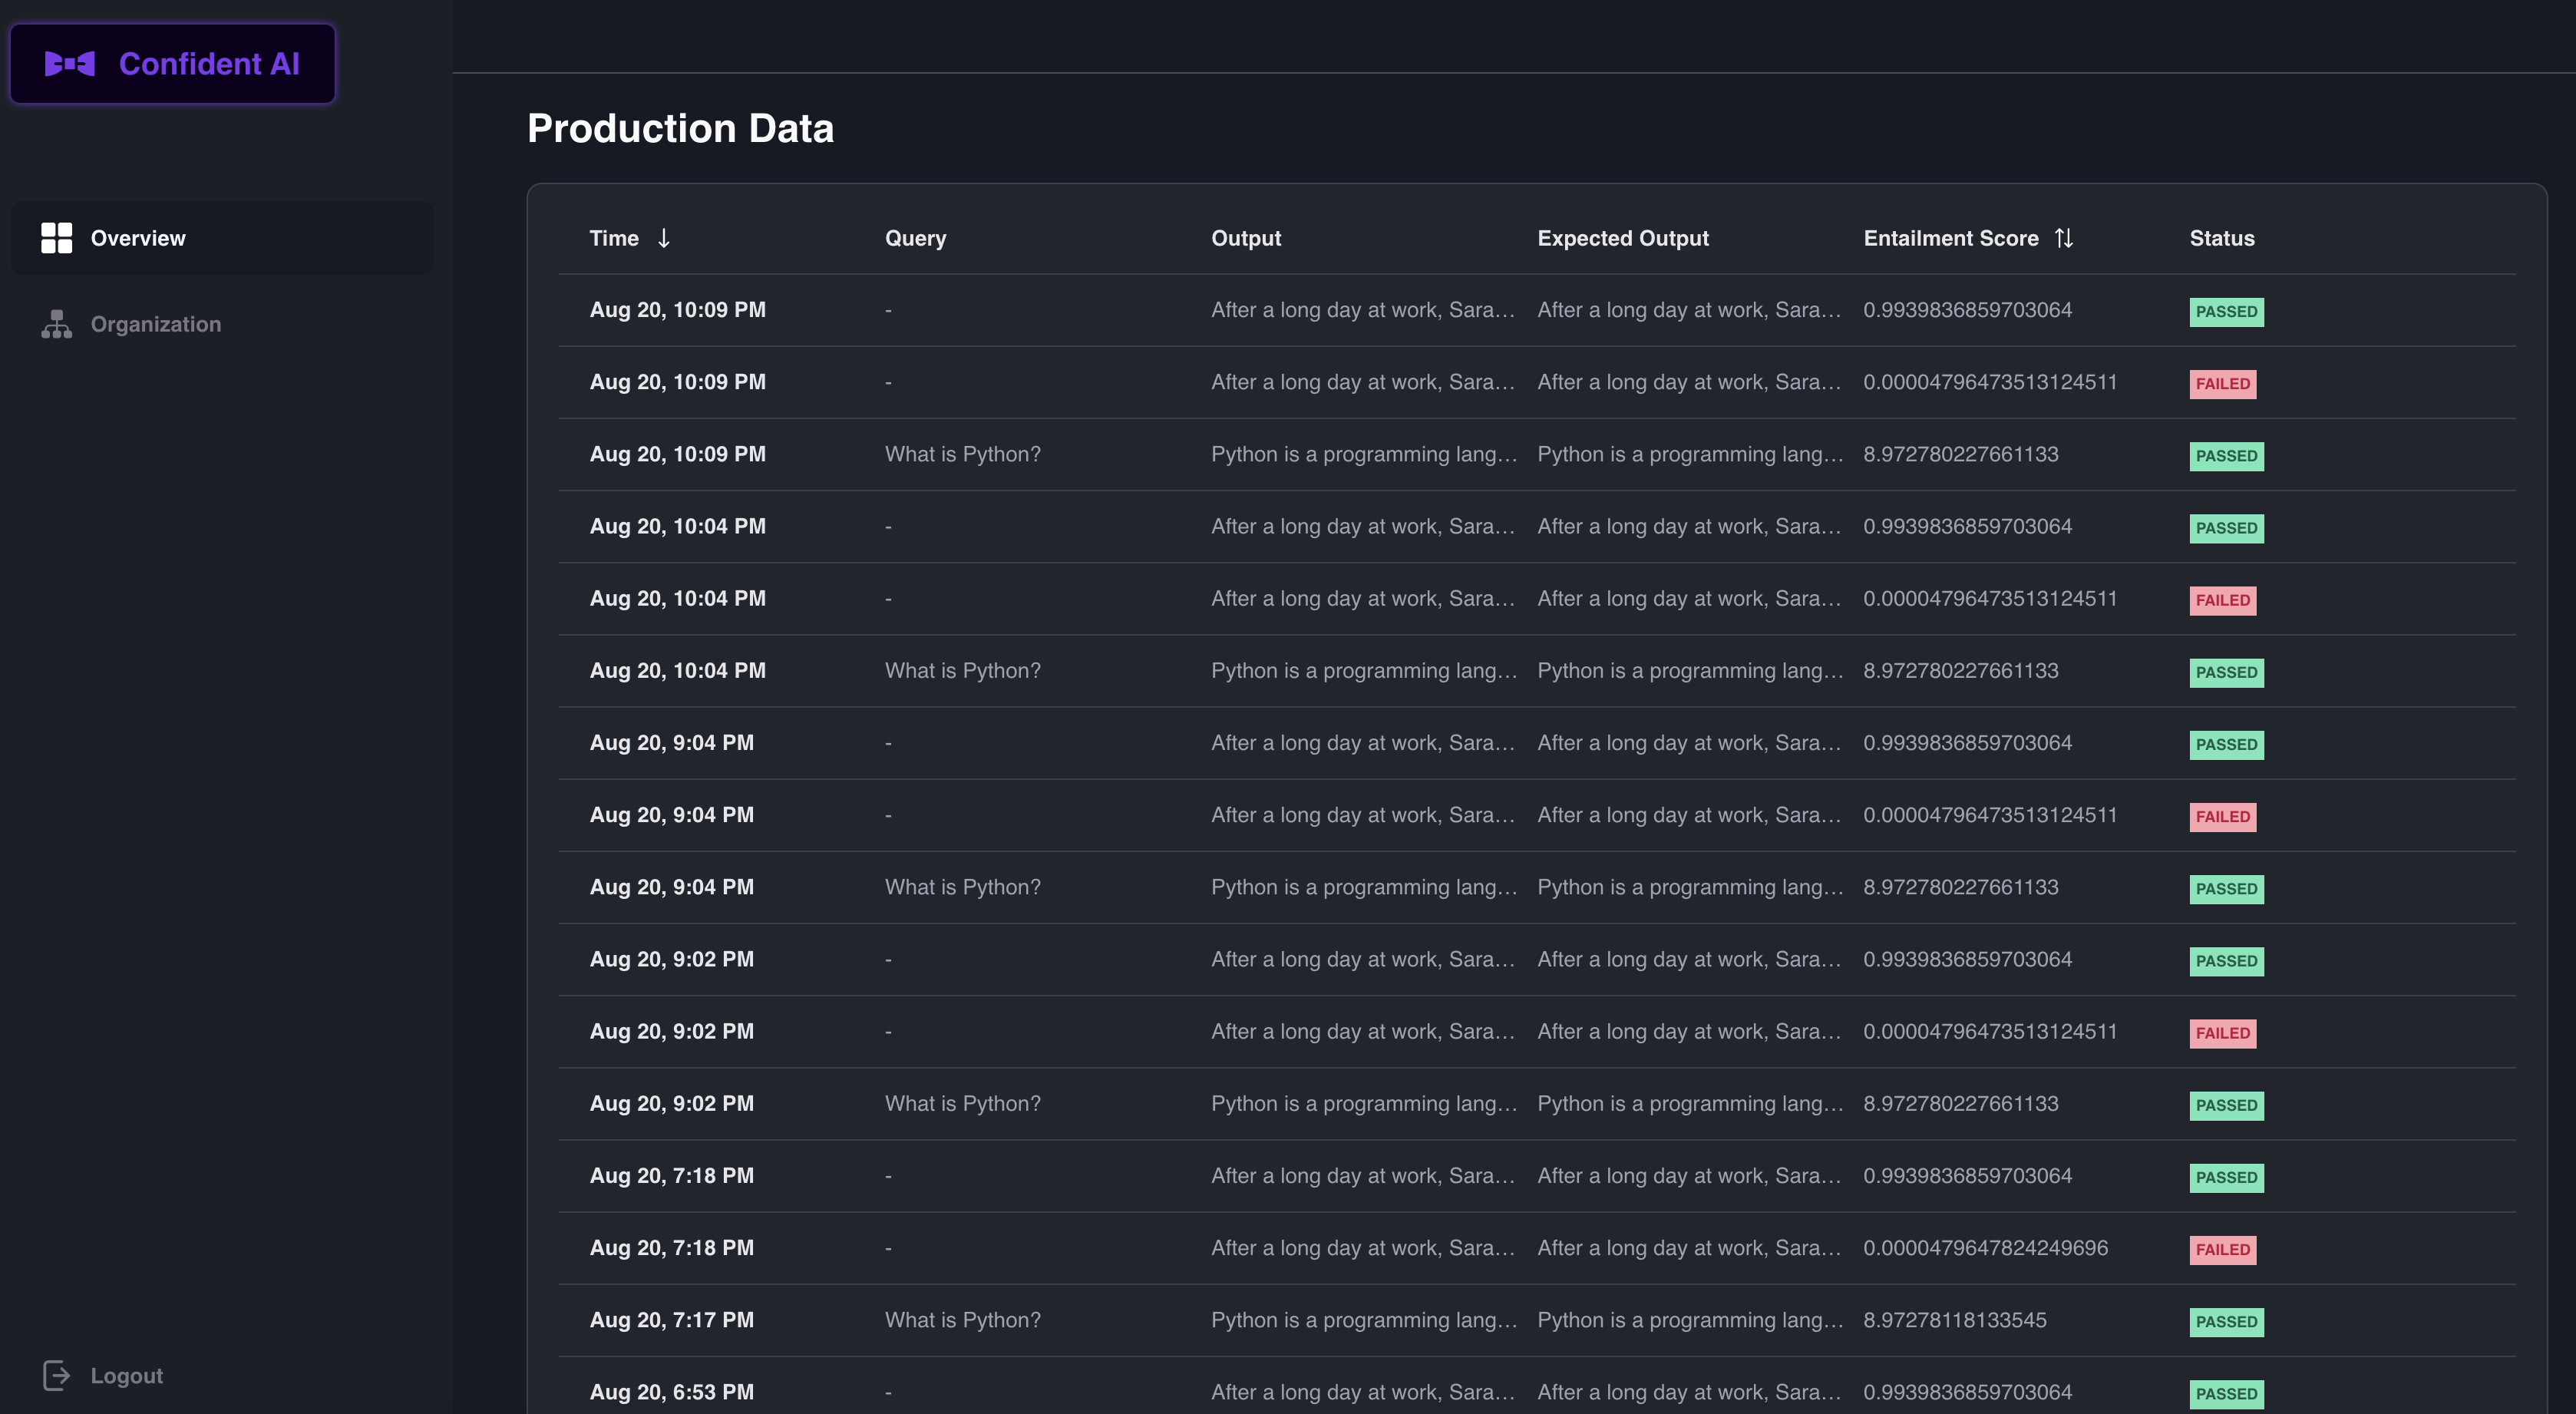 Confident AI
Overview
Organization
Logout
Production Data
Time Query Output Expected Output Entailment Score Status
Aug 20, 10:09 PM - After a long day at work, Sara... After a long day at work, Sara... 0.9939836859703064 PASSED
Aug 20, 10:09 PM - After a long day at work, Sara... After a long day at work, Sara... 0.00004796473513124511 FAILED
Aug 20, 10:09 PM What is Python? Python is a programming lang... Python is a programming lang... 8.972780227661133 PASSED
Aug 20, 10:04 PM - After a long day at work, Sara... After a long day at work, Sara... 0.9939836859703064 PASSED
Aug 20, 10:04 PM - After a long day at work, Sara... After a long day at work, Sara... 0.00004796473513124511 FAILED
Aug 20, 10:04 PM What is Python? Python is a programming lang... Python is a programming lang... 8.972780227661133 PASSED
Aug 20, 9:04 PM - After a long day at work, Sara... After a long day at work, Sara... 0.9939836859703064 PASSED
Aug 20, 9:04 PM - After a long day at work, Sara... After a long day at work, Sara... 0.00004796473513124511 FAILED
Aug 20, 9:04 PM What is Python? Python is a programming lang... Python is a programming lang... 8.972780227661133 PASSED
Aug 20, 9:02 PM - After a long day at work, Sara... After a long day at work, Sara... 0.9939836859703064 PASSED
Aug 20, 9:02 PM - After a long day at work, Sara... After a long day at work, Sara... 0.00004796473513124511 FAILED
Aug 20, 9:02 PM What is Python? Python is a programming lang... Python is a programming lang... 8.972780227661133 PASSED
Aug 20, 7:18 PM - After a long day at work, Sara... After a long day at work, Sara... 0.9939836859703064 PASSED
Aug 20, 7:18 PM - After a long day at work, Sara... After a long day at work, Sara... 0.0000479647824249696 FAILED
Aug 20, 7:17 PM What is Python? Python is a programming lang... Python is a programming lang... 8.97278118133545 PASSED
Aug 20, 6:53 PM - After a long day at work, Sara... After a long day at work, Sara... 0.9939836859703064 PASSED